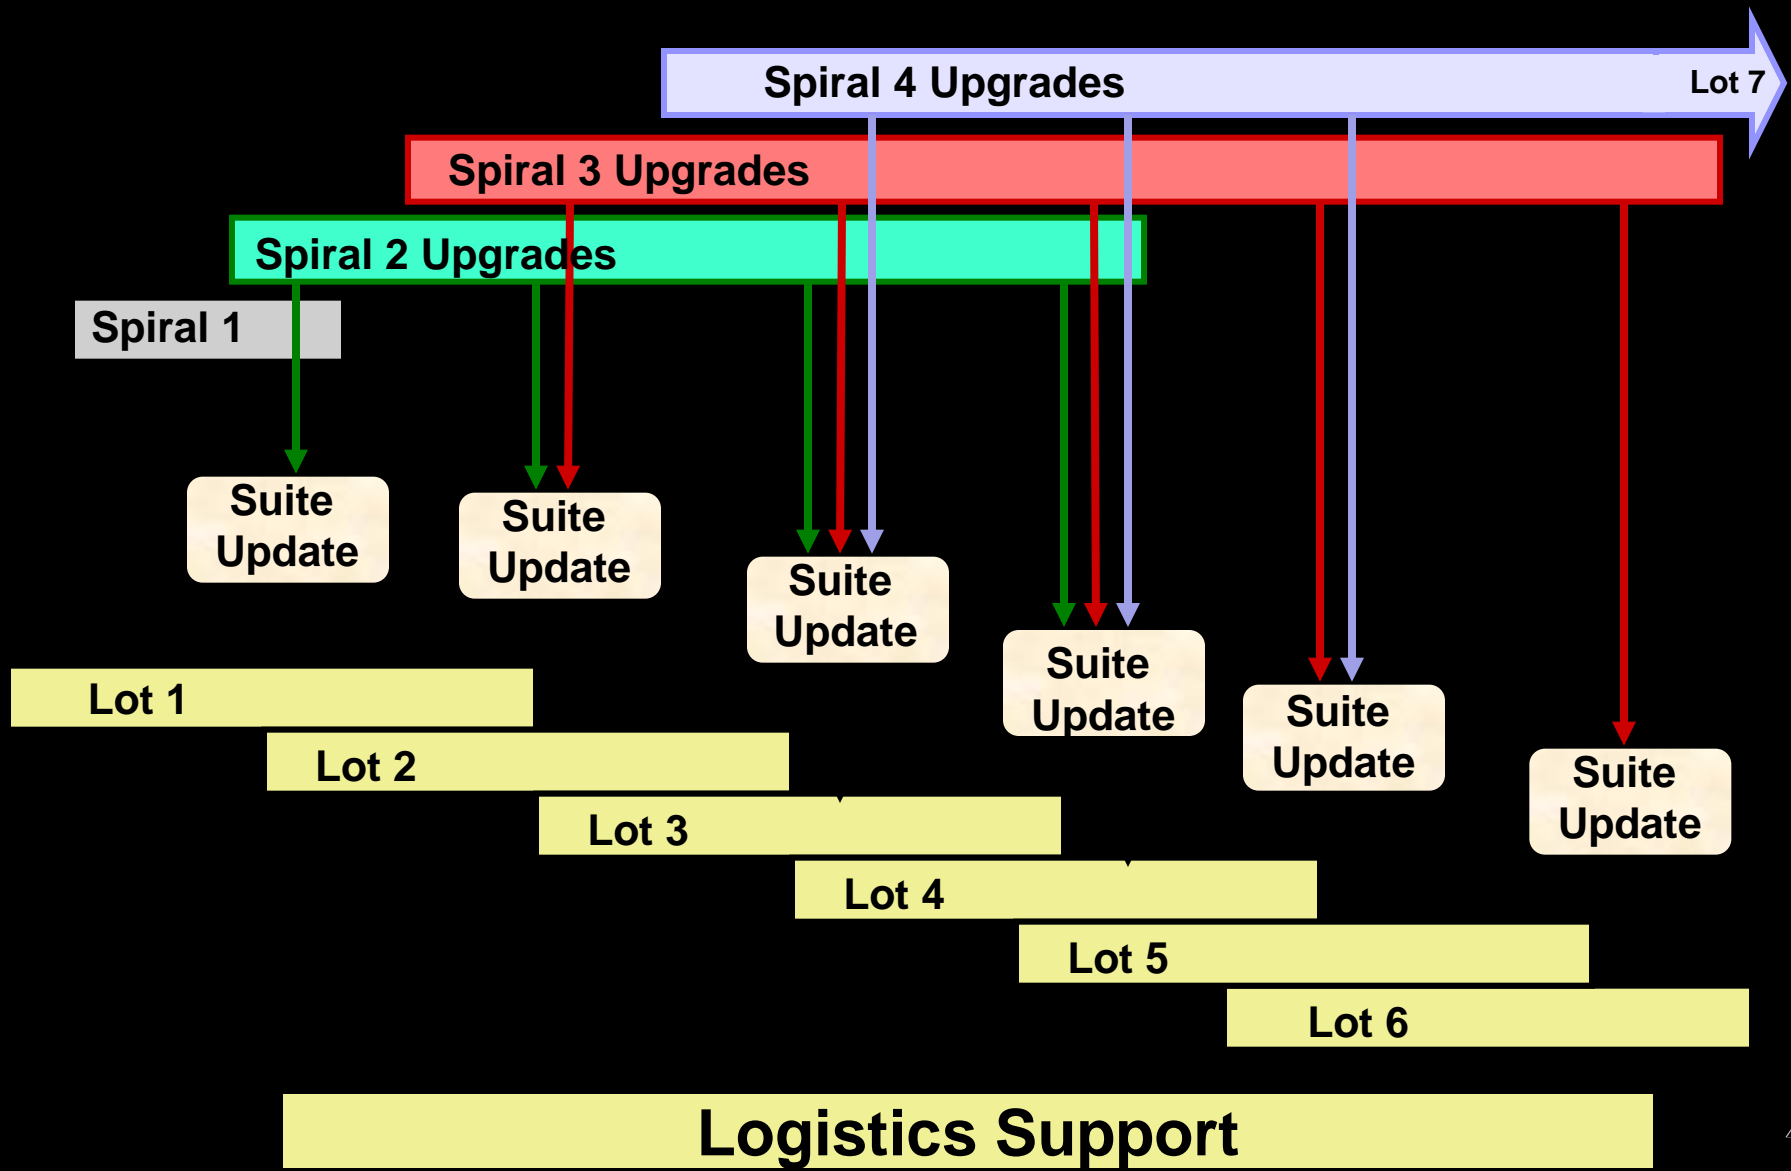 Spiral 4 Upgrades
Lot 7
Spiral 3 Upgrades
Spiral 2 Upgrades
Spiral 1
Suite
Update
Suite
Update
Suite
Update
Suite
Update
Suite
Update
Suite
Update
Lot 1
Lot 2
Lot 3
Lot 4
Lot 5
Lot 6
Logistics Support